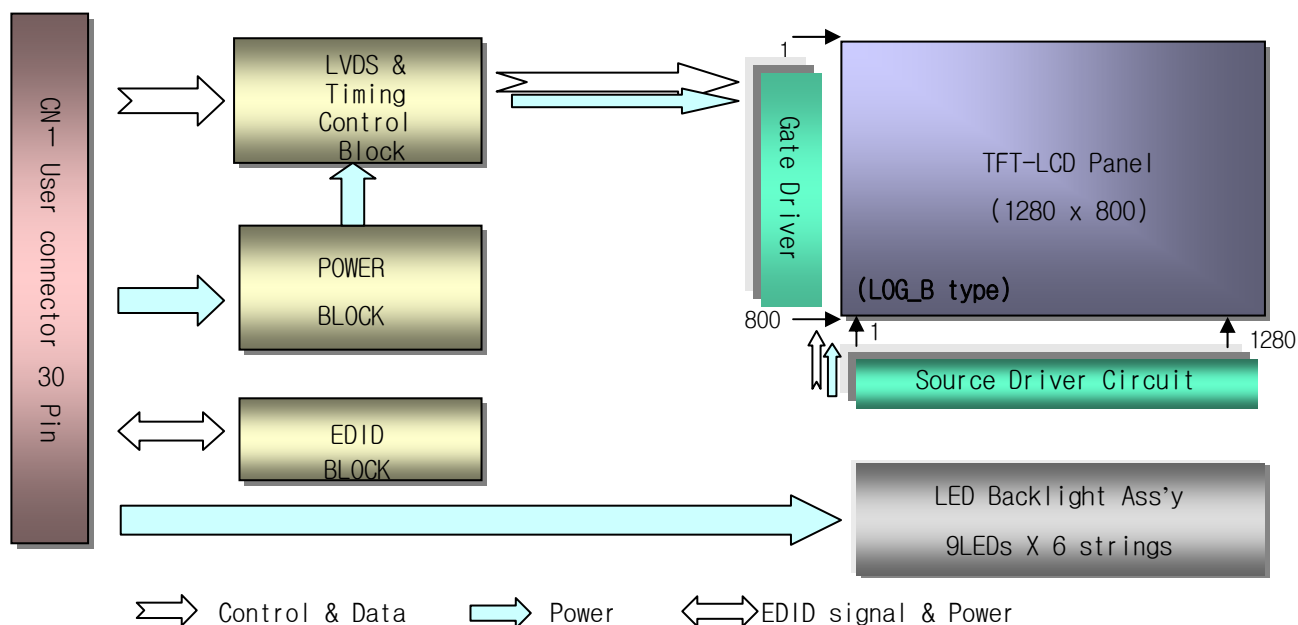 CN-1 User connector 30 Pin
LVDS &
Timing
Control
Block
POWER
BLOCK
EDID
BLOCK
1
Gate Driver
800
TFT-LCD Panel
(1280 x 800)
(LOG_B type)
1
1280
Source Driver Circuit
LED Backlight Ass’y
9LEDs X 6 strings
Control & Data
Power
EDID signal & Power